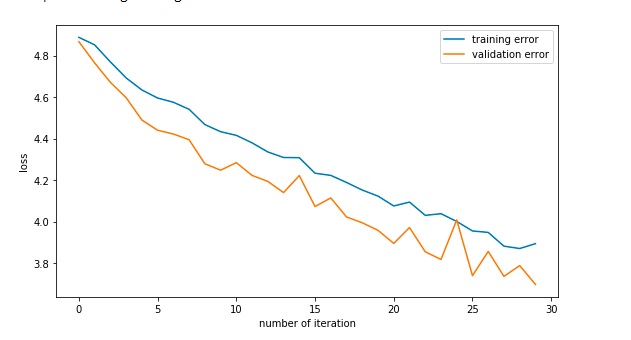 training error
validation error
4.8
4.6
4.4
4.2
4.0
3.8
loss
0 5 10 15 20 25 30
number of iteration